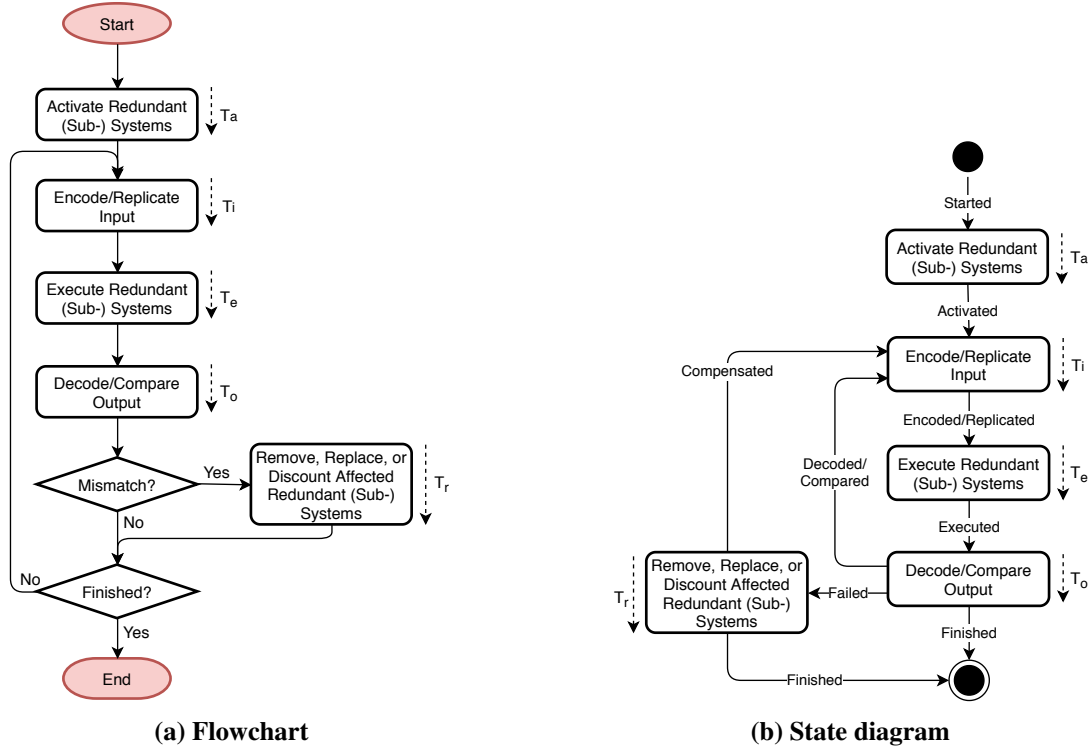 Start
Activate Redundant
(Sub-) Systems
Ta
Encode/Replicate
Input
Ti
Execute Redundant
(Sub-) Systems
Te
Decode/Compare
Output
To
Mismatch?
Yes
Remove, Replace, or
Discount Affected
Redundant (Sub-)
Systems
Tr
No
Finished?
No
Yes
End
(a) Flowchart
Started
Activate Redundant
(Sub-) Systems
Ta
Activated
Encode/Replicate
Input
Ti
Compensated
Encoded/Replicated
Decoded/
Compared
Execute Redundant
(Sub-) Systems
Te
Executed
Decode/Compare
Output
To
Failed
Remove, Replace, or
Discount Affected
Redundant (Sub-)
Systems
Tr
Finished
Finished
(b) State diagram